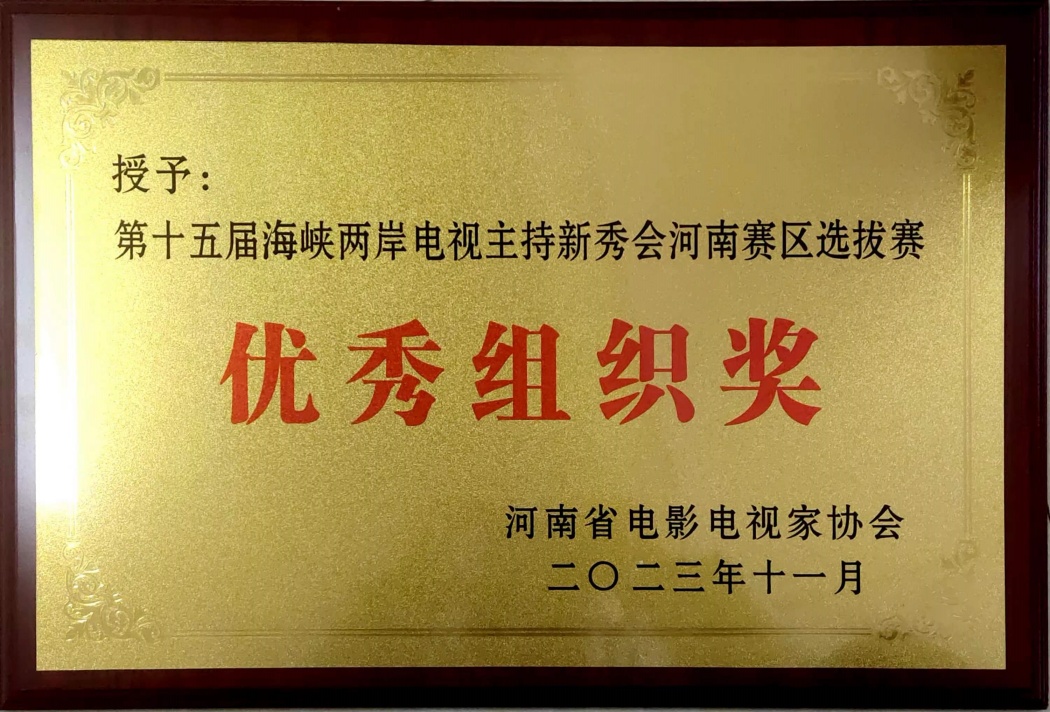 授予：
第十五届海峡两岸电视主持新秀会河南赛区选拔赛
优秀组织奖
河南省电影电视家协会
二〇二三年十一月